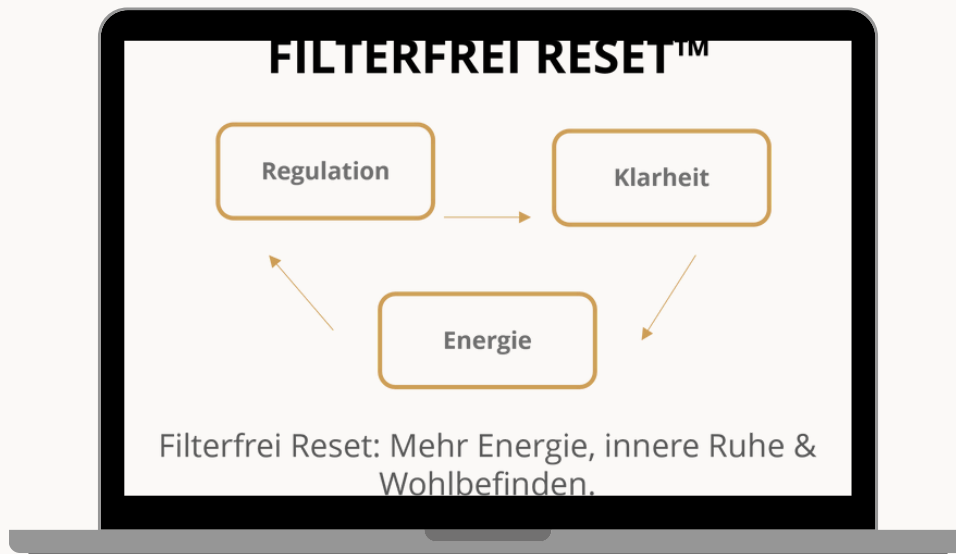 FILTERFREI RESET™
Regulation
Klarheit
Energie
Filterfrei Reset: Mehr Energie, innere Ruhe &
Wohlbefinden.